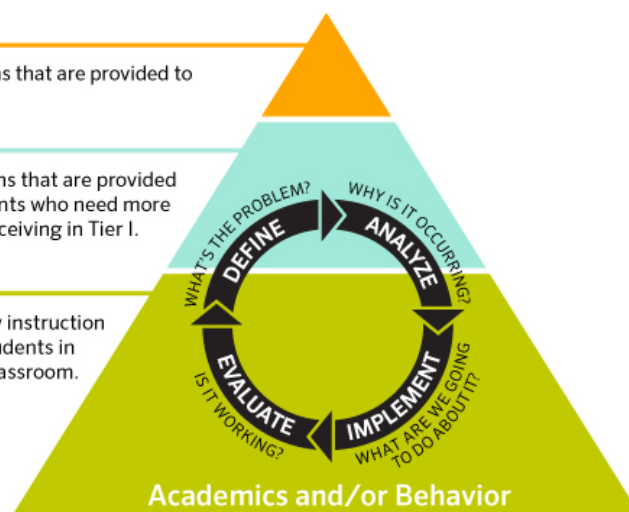 ns that are provided to
ns that are provided
nts who need more
ceiving in Tier I.
y instruction
udents in
assroom.
WHAT'S THE PROBLEM?
DEFINE
WHY IS IT OCCURRING?
ANALYZE
IMPLEMENT
WHAT ARE WE GOING
TO DO ABOUT IT?
EVALUATE
IS IT WORKING?
Academics and/or Behavior